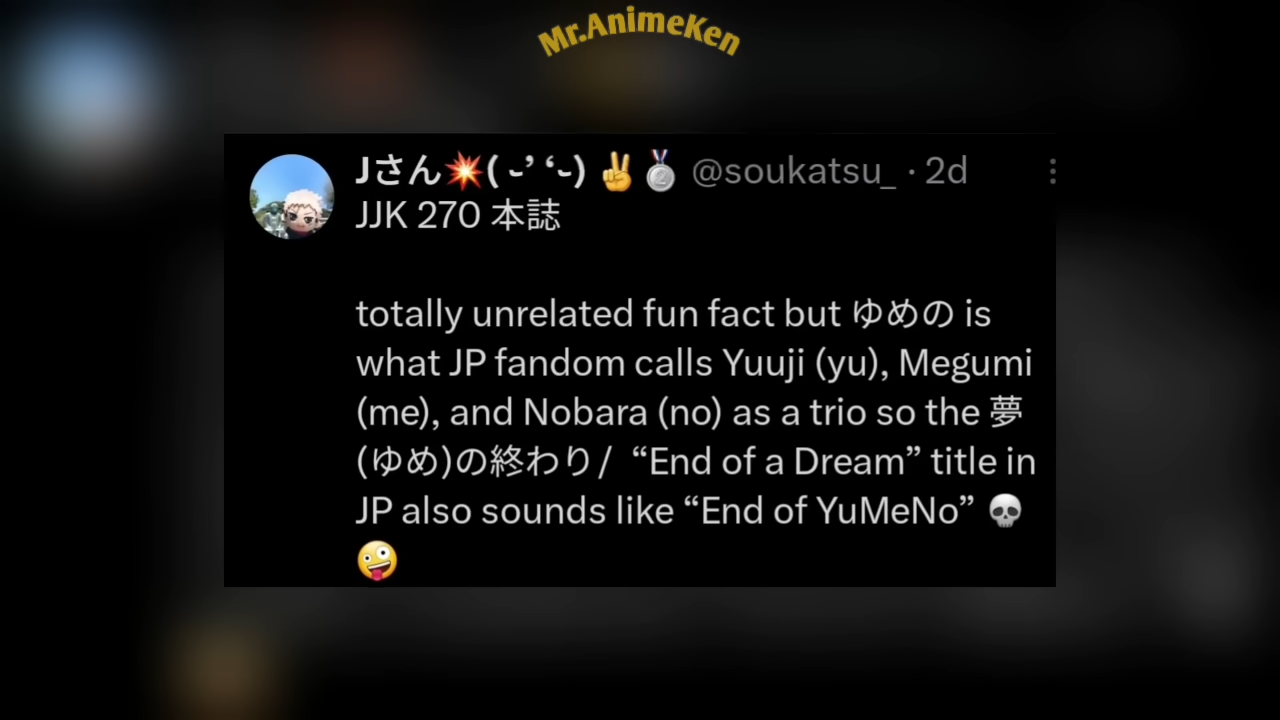 Mr.AnimeKen
Jさん💥( ˘-’ ‘-˘) ✌️🥈 @soukatsu_ · 2d
JJK 270 本誌
totally unrelated fun fact but ゆめの is
what JP fandom calls Yuuji (yu), Megumi
(me), and Nobara (no) as a trio so the 夢
(ゆめ)の終わり/ “End of a Dream” title in
JP also sounds like “End of YuMeNo” 💀
🤪